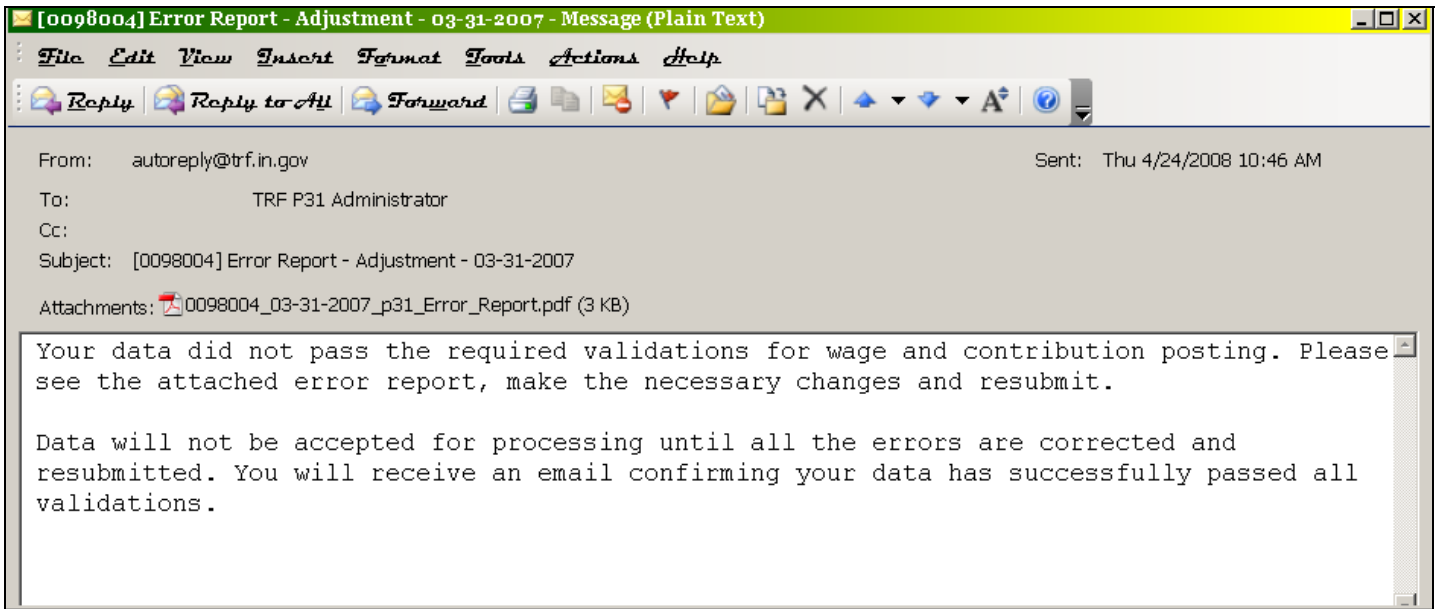 [0098004] Error Report - Adjustment - 03-31-2007 - Message (Plain Text)
File Edit View Insert Format Tools Actions Help
Reply Reply to All Forward
From: autoreply@trf.in.gov Sent: Thu 4/24/2008 10:46 AM
To: TRF P31 Administrator
Cc:
Subject: [0098004] Error Report - Adjustment - 03-31-2007
Attachments: 0098004_03-31-2007_p31_Error_Report.pdf (3 KB)
Your data did not pass the required validations for wage and contribution posting. Please
see the attached error report, make the necessary changes and resubmit.
Data will not be accepted for processing until all the errors are corrected and
resubmitted. You will receive an email confirming your data has successfully passed all
validations.